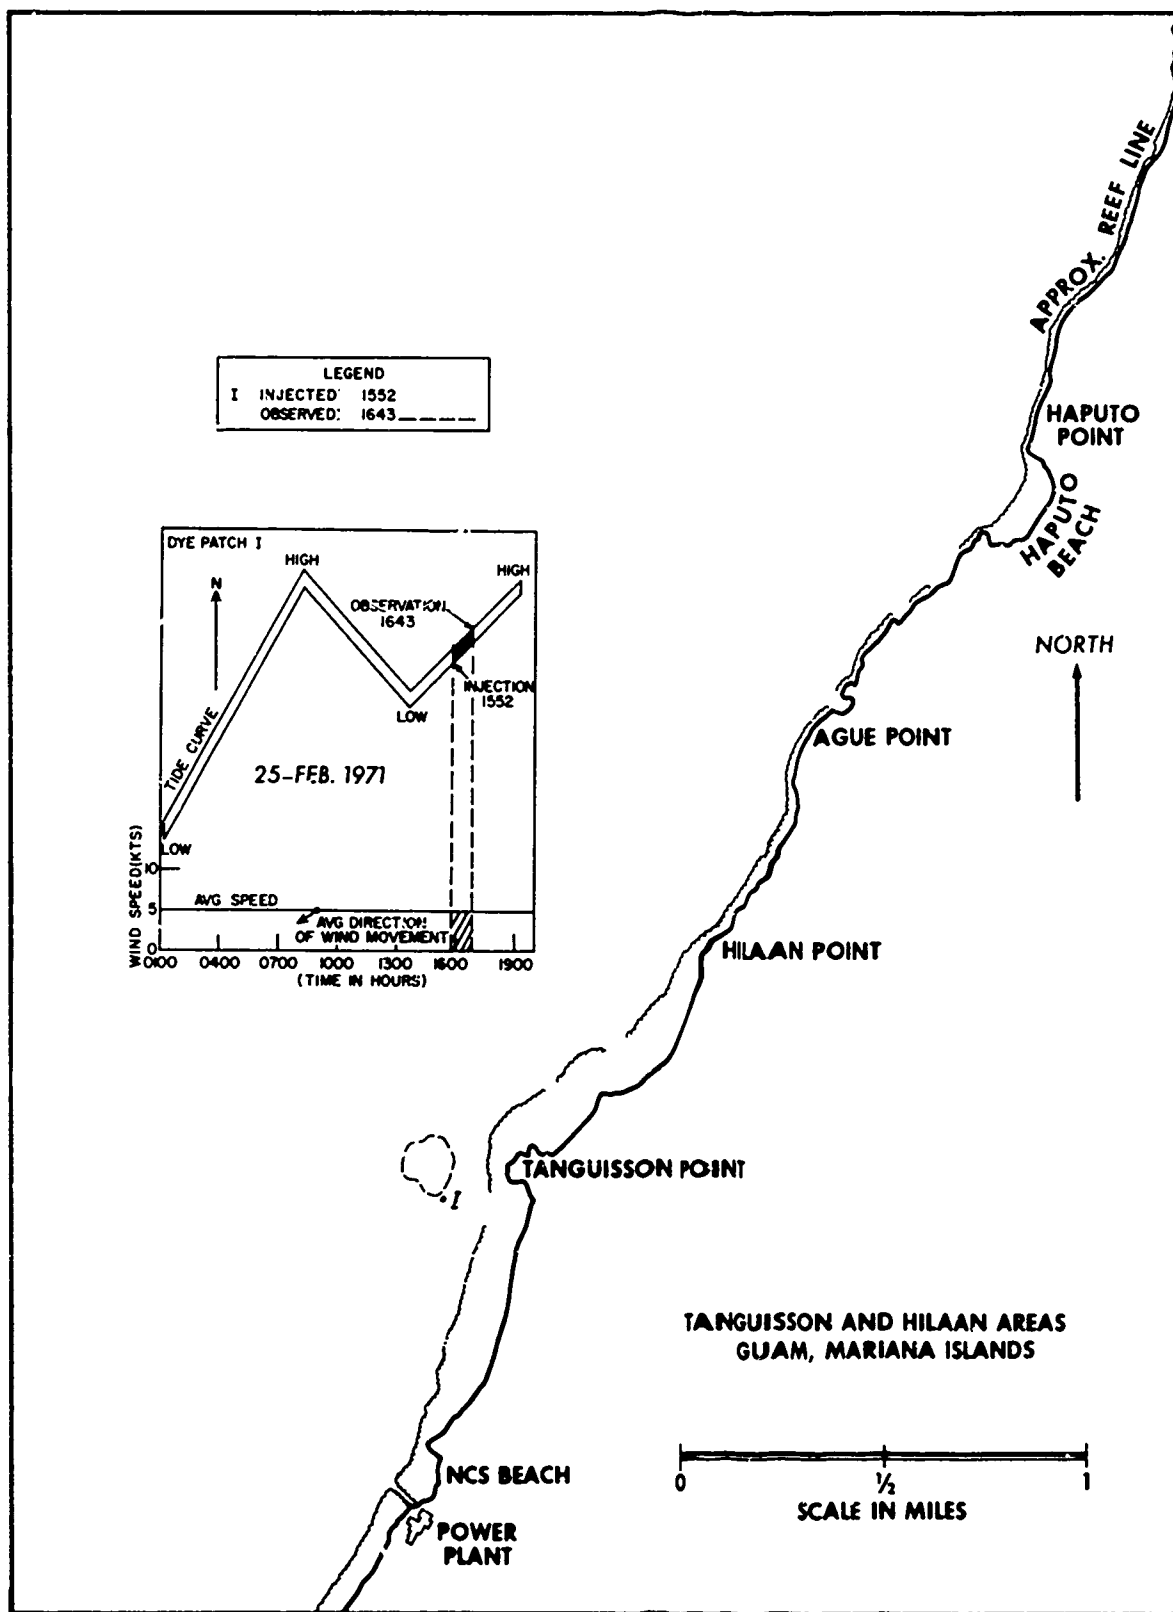 APPROX. REEF LINE
LEGEND
I INJECTED: 1552
OBSERVED: 1643
HAPUTO
POINT
HAPUTO
BEACH
DYE PATCH I
N
HIGH
HIGH
OBSERVATION
1643
INJECTION
1552
LOW
TIDE CURVE
25-FEB. 1971
LOW
WIND SPEED(KTS)
10
5
0
AVG SPEED
AVG DIRECTION
OF WIND MOVEMENT
0100 0400 0700 1000 1300 1600 1900
(TIME IN HOURS)
NORTH
AGUE POINT
HILAAN POINT
TANGUISSON POINT
I
TANGUISSON AND HILAAN AREAS
GUAM, MARIANA ISLANDS
0 ½ 1
SCALE IN MILES
NCS BEACH
POWER
PLANT